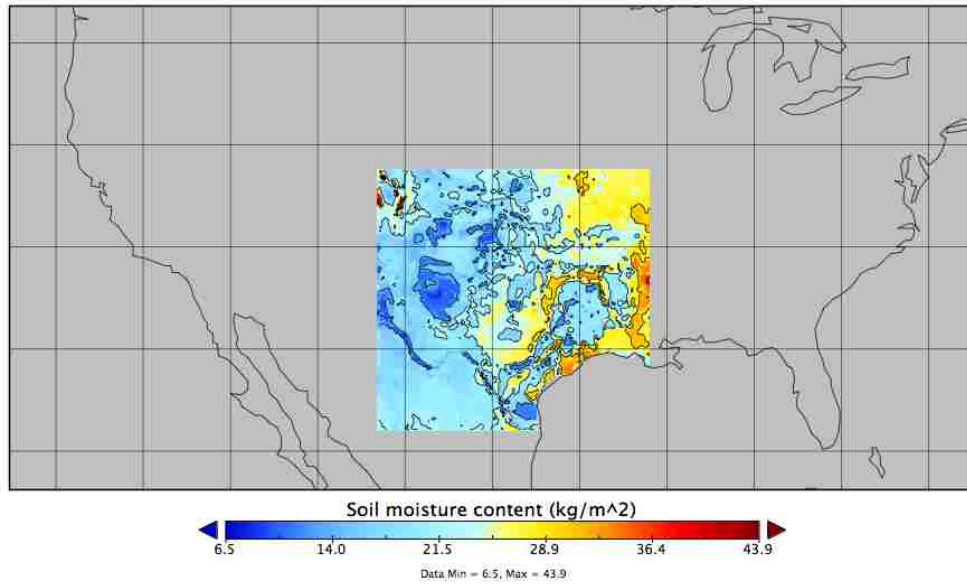 Soil moisture content (kg/m^2)
6.5 14.0 21.5 28.9 36.4 43.9
Data Min = 6.5, Max = 43.9